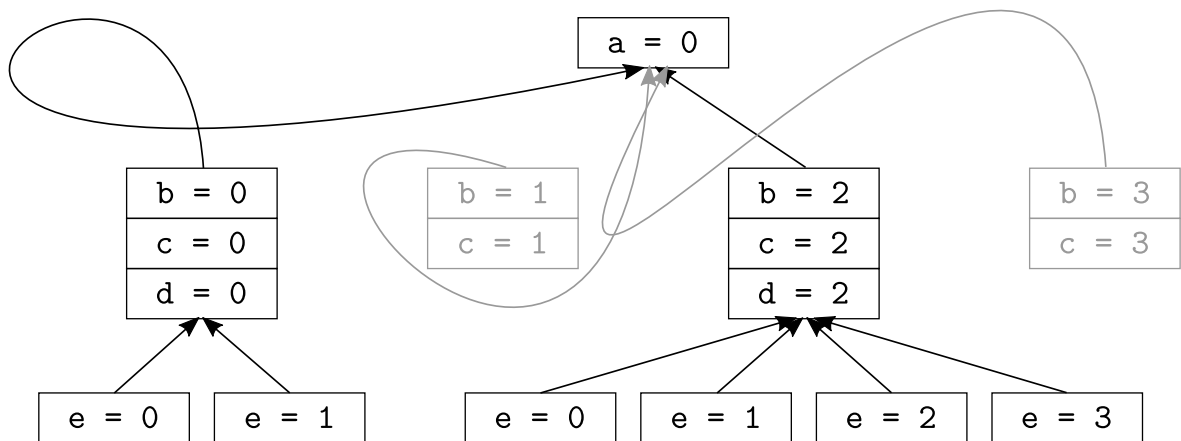 a = 0
b = 0
b = 1
b = 2
b = 3
c = 0
c = 1
c = 2
c = 3
d = 0
d = 2
e = 0
e = 1
e = 0
e = 1
e = 2
e = 3